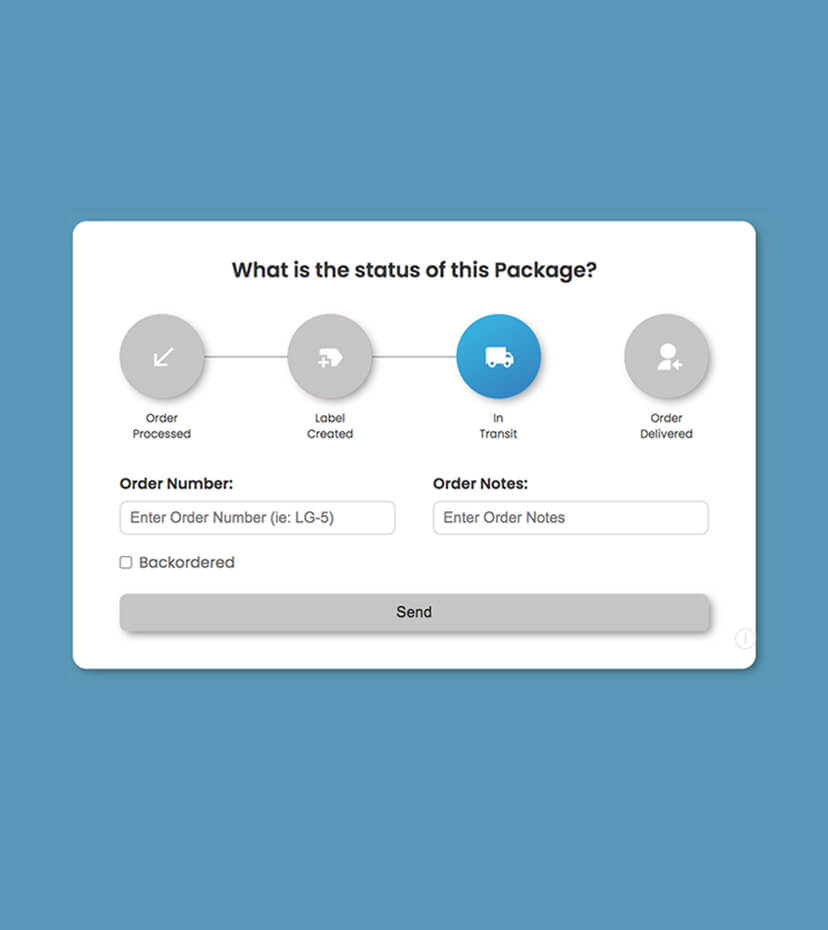 What is the status of this Package?
Order
Processed
Label
Created
In
Transit
Order
Delivered
Order Number:
Order Notes:
Enter Order Number (ie: LG-5)
Enter Order Notes
Backordered
Send